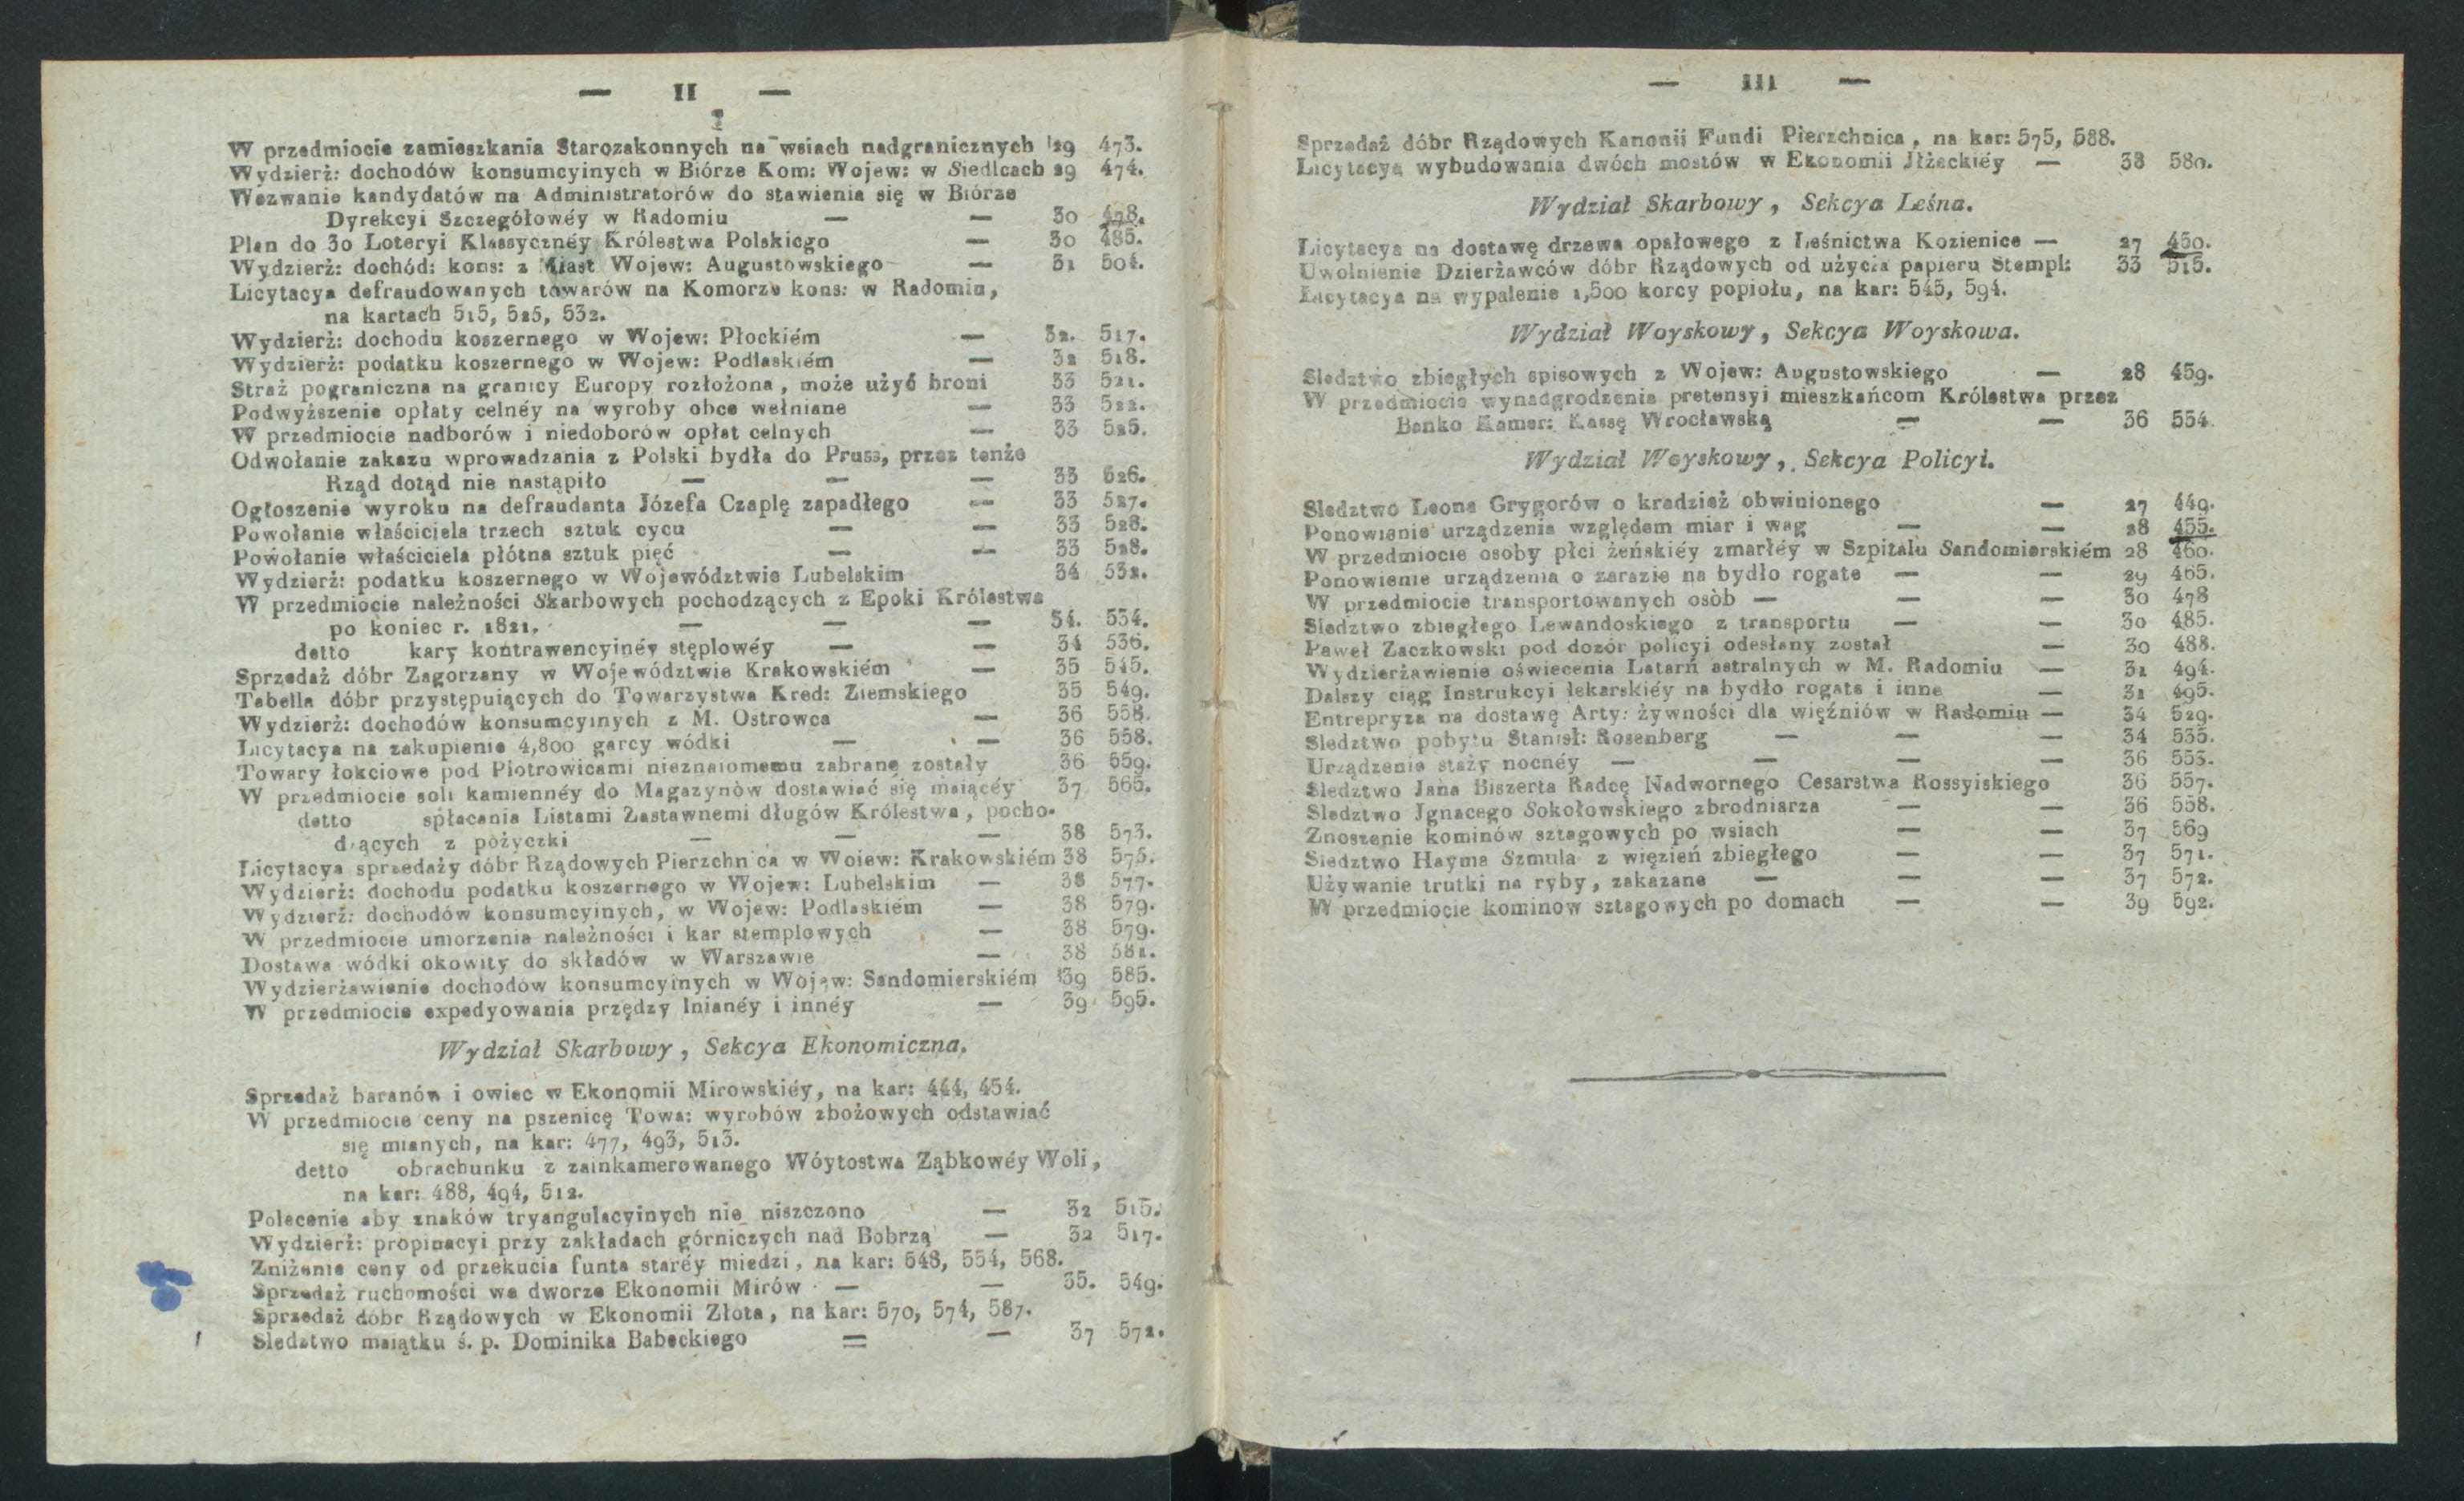 — II —
W przedmiocie zamieszkania Starozakonnych na wsiach nadgranicznych 29 473.
Wydzierż: dochodów konsumcyinych w Biórze Kom: Wojew: w Siedlcach 29 474.
Wezwanie kandydatów na Administratorów do stawienia się w Biórze
Dyrekcyi Szczegółowéy w Radomiu — — 30 478.
Plan do 30 Loteryi Klassycznéy Królestwa Polskiego — 30 485.
Wydzierż: dochód: kons: z Miast Wojew: Augustowskiego — 31 504.
Licytacya defraudowanych towarów na Komorze kons: w Radomiu,
na kartach 515, 525, 532.
Wydzierż: dochodu koszernego w Wojew: Płockiém — 32. 517.
Wydzierż: podatku koszernego w Wojew: Podlaskiém — 32 518.
Straż pograniczna na granicy Europy rozłożona, może użyć broni 33 521.
Podwyższenie opłaty celnéy na wyroby obce wełniane — 33 522.
W przedmiocie nadborów i niedoborów opłat celnych — 33 525.
Odwołanie zakazu wprowadzania z Polski bydła do Pruss, przez tenże
Rząd dotąd nie nastąpiło — — — 33 526.
Ogłoszenie wyroku na defraudanta Józefa Czaplę zapadłego — 33 527.
Powołanie właściciela trzech sztuk cycu — — 33 528.
Powołanie właściciela płótna sztuk pięć — — 33 528.
Wydzierż: podatku koszernego w Województwie Lubelskim 34 532.
W przedmiocie należności Skarbowych pochodzących z Epoki Królestwa
po koniec r. 1821. — — — 34. 534.
detto kary kontrawencyinéy stęplowéy — — 34 536.
Sprzedaż dóbr Zagorzany w Województwie Krakowskiém — 35 545.
Tabella dóbr przystępuiących do Towarzystwa Kred: Ziemskiego 35 549.
Wydzierż: dochodów konsumcyinych z M. Ostrowca — 36 558.
Licytacya na zakupienie 4,800 garcy wódki — — 36 558.
Towary łokciowe pod Piotrowicami nieznaiomemu zabrane zostały 36 559.
W przedmiocie soli kamiennéy do Magazynów dostawiać się maiącéy 37 565.
detto spłacania Listami Zastawnemi długów Królestwa, pocho-
dzących z pożyczki — — — 38 573.
Licytacya sprzedaży dóbr Rządowych Pierzchnica w Woiew: Krakowskiém 38 575.
Wydzierż: dochodu podatku koszernego w Wojew: Lubelskim — 38 577.
Wydzierż: dochodów konsumcyinych, w Wojew: Podlaskiém — 38 579.
W przedmiocie umorzenia należności i kar stemplowych — 38 579.
Dostawa wódki okowity do składów w Warszawie — 38 582.
Wydzierżawienie dochodów konsumcyinych w Wojew: Sandomierskiém 39 585.
W przedmiocie expedyowania przędzy lnianéy i innéy — 39 595.
Wydział Skarbowy, Sekcya Ekonomiczna.
Sprzedaż baranów i owiec w Ekonomii Mirowskiéy, na kar: 444, 454.
W przedmiocie ceny na pszenicę Towa: wyrobów zbożowych odstawiać
się mianych, na kar: 477, 493, 513.
detto obrachunku z zainkamerowanego Wóytostwa Ząbkowéy Woli,
na kar: 488, 494, 512.
Polecenie aby znaków tryangulacyinych nie niszczono — 32 515.
Wydzierż: propinacyi przy zakładach górniczych nad Bobrzą — 32 517.
Zniżenie ceny od przekucia funta staréy miedzi, na kar: 548, 554, 568.
Sprzedaż ruchomości we dworze Ekonomii Mirów — — 35. 549.
Sprzedaż dóbr Rządowych w Ekonomii Złota, na kar: 570, 574, 587.
Sledztwo maiątku ś. p. Dominika Babeckiego = — 37 572.
— III —
Sprzedaż dóbr Rządowych Kanonii Fundi Pierzchnica, na kar: 575, 588.
Licytacya wybudowania dwóch mostów w Ekonomii Jłżeckiéy — 38 580.
Wydział Skarbowy, Sekcya Leśna.
Licytacya na dostawę drzewa opałowego z Leśnictwa Kozienice — 27 450.
Uwolnienie Dzierżawców dóbr Rządowych od użycia papieru Stempl: 33 515.
Licytacya na wypalenie 1,500 korcy popiołu, na kar: 545, 594.
Wydział Woyskowy, Sekcya Woyskowa.
Sledztwo zbiegłych spisowych z Wojew: Augustowskiego — 28 459.
W przedmiocie wynadgrodzenia pretensyi mieszkańcom Królestwa przez
Banko Kamer: Kassę Wrocławską — — 36 554.
Wydział Woyskowy, Sekcya Policyi.
Sledztwo Leona Grygorów o kradzież obwinionego — 27 449.
Ponowienie urządzenia względem miar i wag — — 28 455.
W przedmiocie osoby płci żeńskiéy zmarłéy w Szpitalu Sandomierskiém 28 460.
Ponowienie urządzenia o zarazie na bydło rogate — — 29 465.
W przedmiocie transportowanych osób — — — 30 478
Sledztwo zbiegłego Lewandoskiego z transportu — — 30 485.
Paweł Zaczkowski pod dozór policyi odesłany został — 30 488.
Wydzierżawienie oświecenia Latarń astralnych w M. Radomiu — 31 494.
Dalszy ciąg Instrukcyi lekarskiéy na bydło rogate i inne — 31 495.
Entrepryza na dostawę Arty: żywności dla więźniów w Radomiu — 34 529.
Sledztwo pobytu Stanisł: Rosenberg — — — 34 535.
Urządzenie staży nocnéy — — — — 36 553.
Sledztwo Jana Biszerta Radcę Nadwornego Cesarstwa Rossyiskiego 36 557.
Sledztwo Jgnacego Sokołowskiego zbrodniarza — — 36 558.
Znoszenie kominów sztagowych po wsiach — — 37 569
Sledztwo Hayma Szmula z więzień zbiegłego — — 37 571.
Używanie trutki na ryby, zakazane — — — 37 572.
W przedmiocie kominow sztagowych po domach — — 39 592.